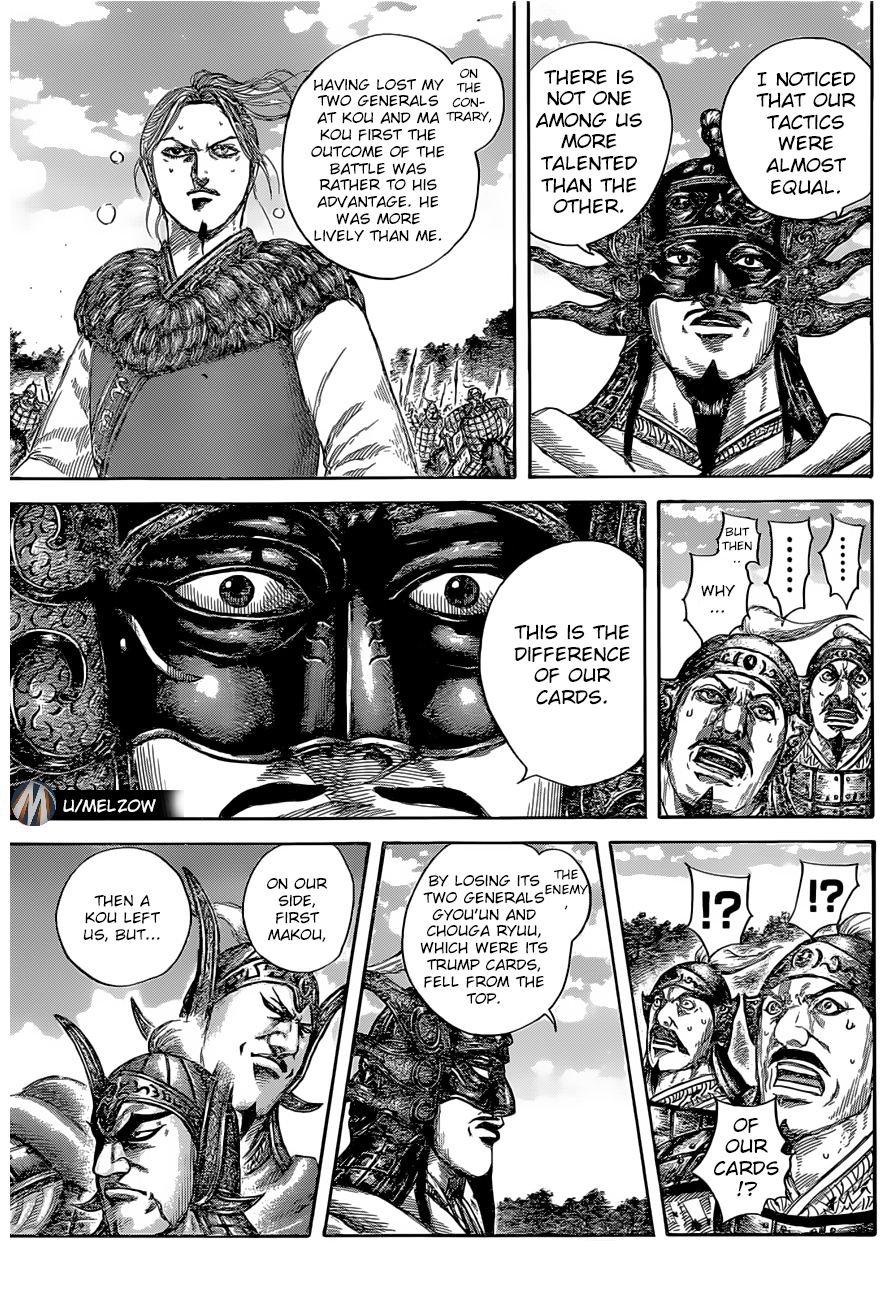 I NOTICED
THAT OUR
TACTICS
WERE
ALMOST
EQUAL.
THERE IS
NOT ONE
AMONG US
MORE
TALENTED
THAN THE
OTHER.
ON
THE
CON-
TRARY,
HAVING LOST MY
TWO GENERALS
AT KOU AND MA
KOU FIRST THE
OUTCOME OF THE
BATTLE WAS
RATHER TO HIS
ADVANTAGE. HE
WAS MORE
LIVELY THAN ME.
.....
....
BUT
THEN
..
WHY
...
THIS IS THE
DIFFERENCE
OF OUR
CARDS.
U/MELZOW
!?
!?
OF
OUR
CARDS
!?
THE
ENEMY
,
BY LOSING ITS
TWO GENERALS
GYOU'UN AND
CHOUGA RYUU,
WHICH WERE ITS
TRUMP CARDS,
FELL FROM THE
TOP.
ON OUR
SIDE,
FIRST
MAKOU,
THEN A
KOU LEFT
US, BUT...